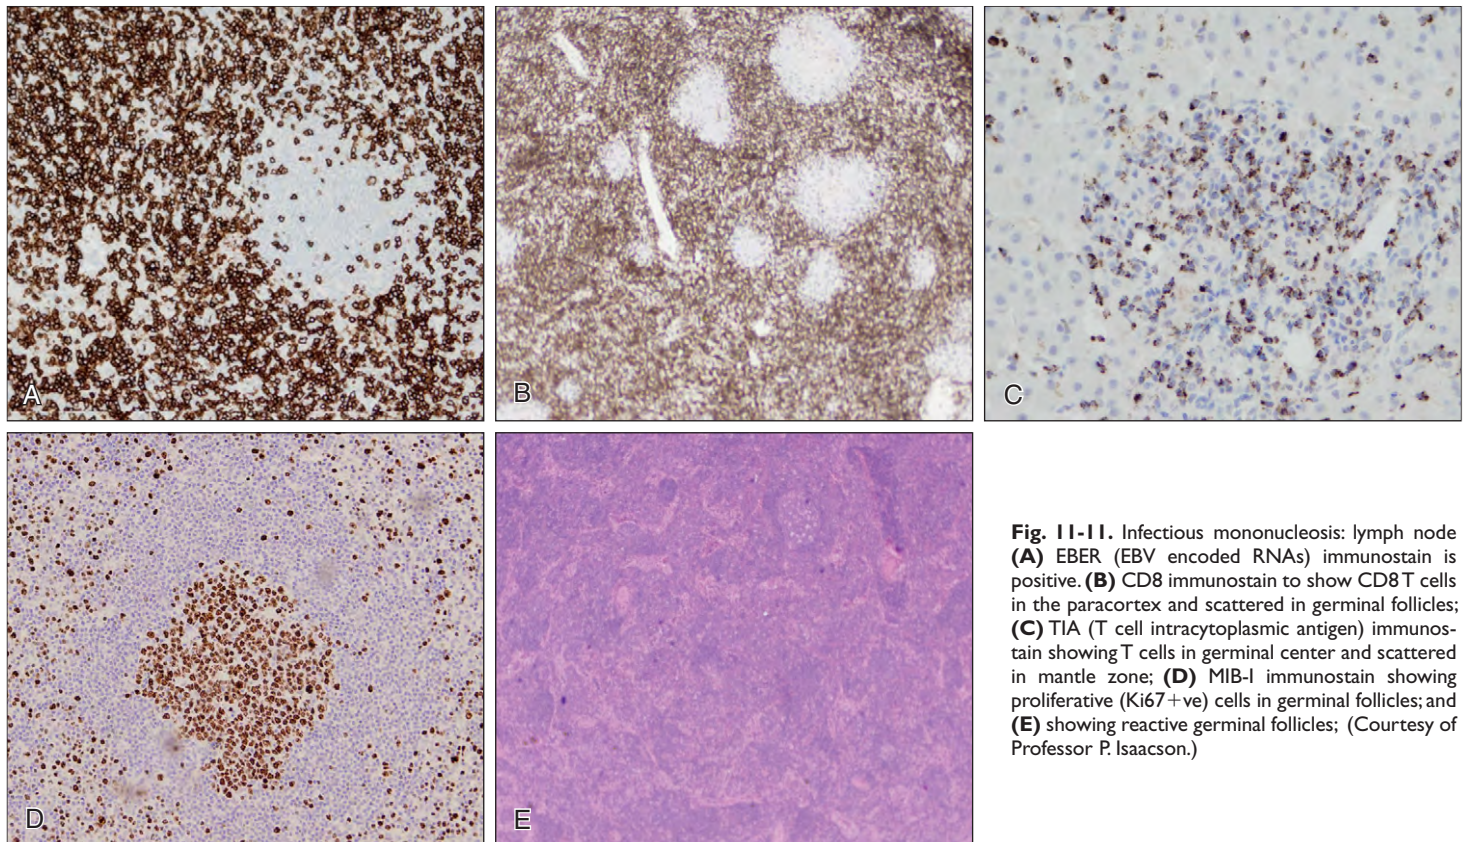 A
B
C
D
E
Fig. 11-11. Infectious mononucleosis: lymph node
(A) EBER (EBV encoded RNAs) immunostain is
positive. (B) CD8 immunostain to show CD8 T cells
in the paracortex and scattered in germinal follicles;
(C) TIA (T cell intracytoplasmic antigen) immunos-
tain showing T cells in germinal center and scattered
in mantle zone; (D) MIB-I immunostain showing
proliferative (Ki67+ve) cells in germinal follicles; and
(E) showing reactive germinal follicles; (Courtesy of
Professor P. Isaacson.)